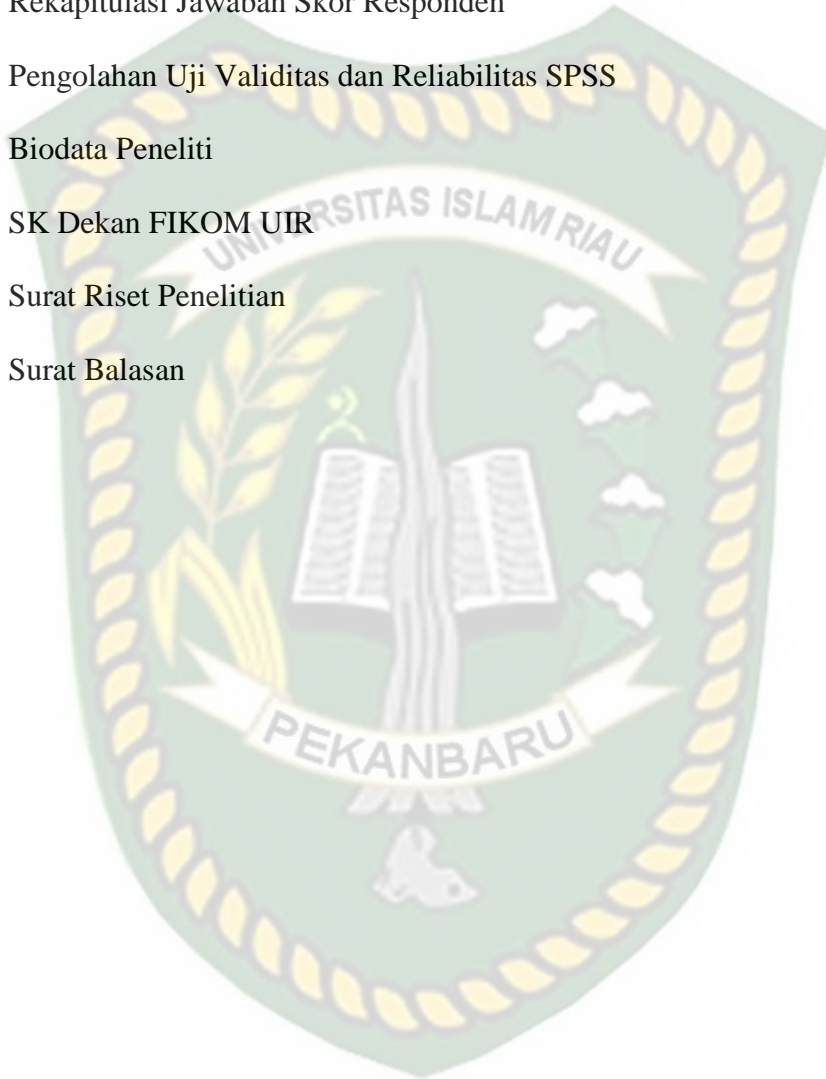 Rekapitulasi Jawaban Skor Responden
Pengolahan Uji Validitas dan Reliabilitas SPSS
Biodata Peneliti
UNIVERSITAS ISLAM RIAU
SK Dekan FIKOM UIR
Surat Riset Penelitian
Surat Balasan
PEKANBARU